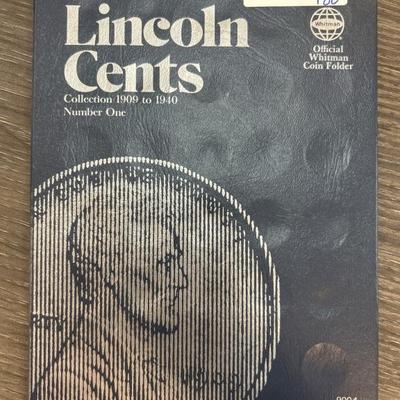 Lincoln
Cents
Collection 1909 to 1940
Number One
Whitman
Official
Whitman
Coin Folder